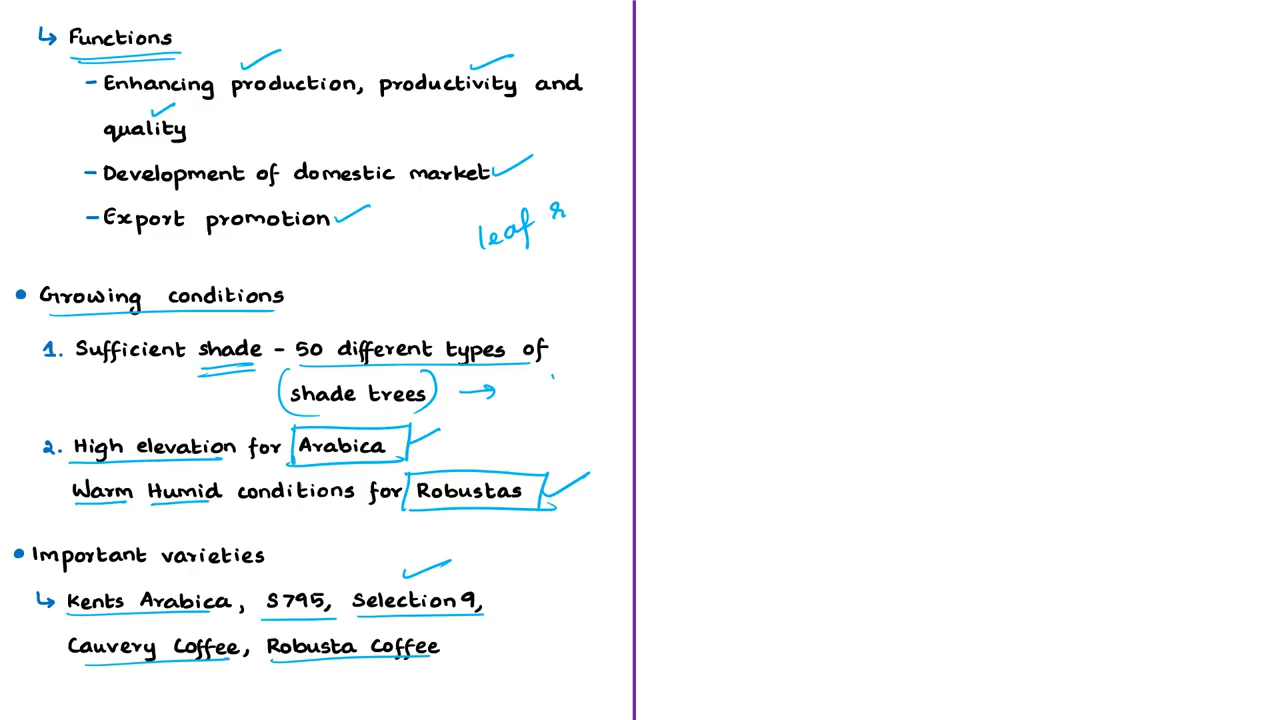 ↳ Functions
- Enhancing production, productivity and
quality
- Development of domestic market
- Export promotion
leaf
• Growing conditions
1. Sufficient shade - 50 different types of
shade trees →
2. High elevation for Arabica
Warm Humid conditions for Robustas
• Important varieties
↳ Kents Arabica, S795, Selection 9,
Cauvery Coffee, Robusta Coffee